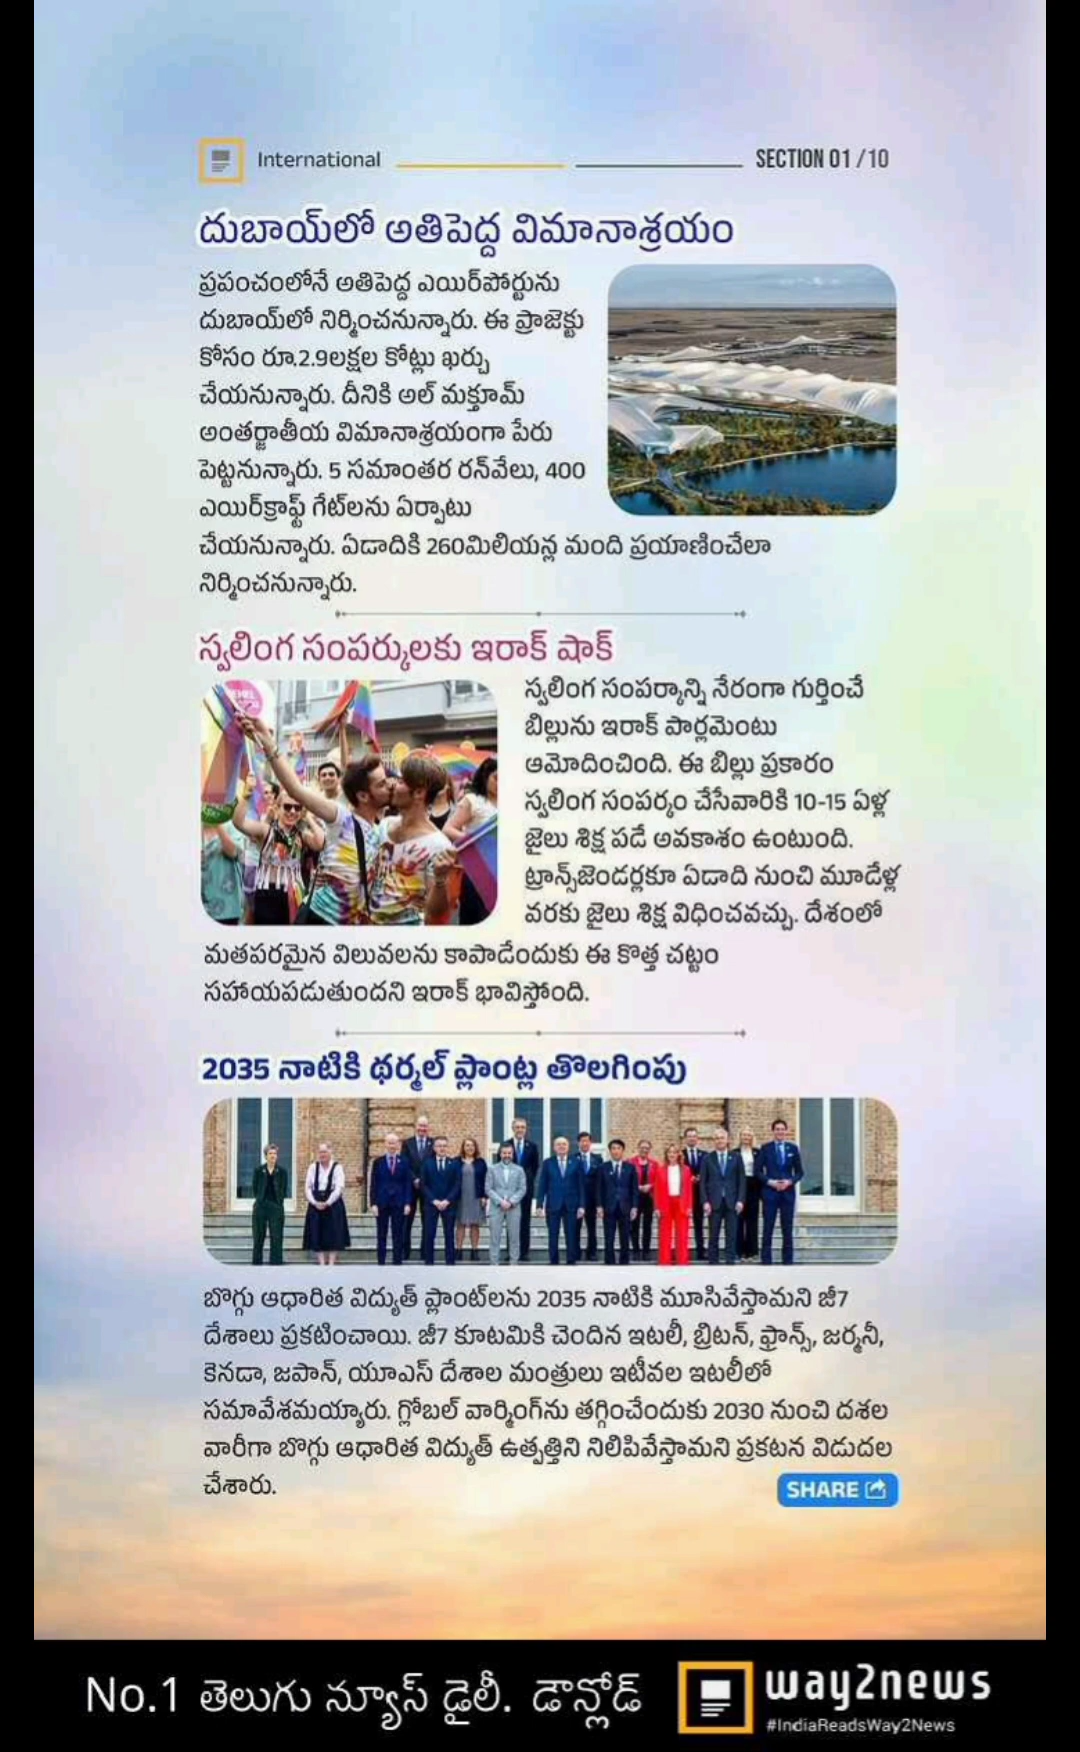 International
SECTION 01/10
దుబాయ్‌లో అతిపెద్ద విమానాశ్రయం
ప్రపంచంలోనే అతిపెద్ద ఎయిర్‌పోర్టును
దుబాయ్‌లో నిర్మించనున్నారు. ఈ ప్రాజెక్టు
కోసం రూ.2.9లక్షల కోట్లు ఖర్చు
చేయనున్నారు. దీనికి అల్ మక్తూమ్
అంతర్జాతీయ విమానాశ్రయంగా పేరు
పెట్టనున్నారు. 5 సమాంతర రన్‌వేలు, 400
ఎయిర్‌క్రాఫ్ట్ గేట్‌లను ఏర్పాటు
చేయనున్నారు. ఏడాదికి 260మిలియన్ల మంది ప్రయాణించేలా
నిర్మించనున్నారు.
స్వలింగ సంపర్కులకు ఇరాక్ షాక్
స్వలింగ సంపర్కాన్ని నేరంగా గుర్తించే
బిల్లును ఇరాక్ పార్లమెంటు
ఆమోదించింది. ఈ బిల్లు ప్రకారం
స్వలింగ సంపర్కం చేసేవారికి 10-15 ఏళ్ల
జైలు శిక్ష పడే అవకాశం ఉంటుంది.
ట్రాన్స్‌జెండర్లకూ ఏడాది నుంచి మూడేళ్ల
వరకు జైలు శిక్ష విధించవచ్చు. దేశంలో
మతపరమైన విలువలను కాపాడేందుకు ఈ కొత్త చట్టం
సహాయపడుతుందని ఇరాక్ భావిస్తోంది.
2035 నాటికి థర్మల్ ప్లాంట్ల తొలగింపు
బొగ్గు ఆధారిత విద్యుత్ ప్లాంట్‌లను 2035 నాటికి మూసివేస్తామని జీ7
దేశాలు ప్రకటించాయి. జీ7 కూటమికి చెందిన ఇటలీ, బ్రిటన్, ఫ్రాన్స్, జర్మనీ,
కెనడా, జపాన్, యూఎస్ దేశాల మంత్రులు ఇటీవల ఇటలీలో
సమావేశమయ్యారు. గ్లోబల్ వార్మింగ్‌ను తగ్గించేందుకు 2030 నుంచి దశల
వారీగా బొగ్గు ఆధారిత విద్యుత్ ఉత్పత్తిని నిలిపివేస్తామని ప్రకటన విడుదల
చేశారు.
SHARE
No.1 తెలుగు న్యూస్ డైలీ. డౌన్లోడ్
way2news
#IndiaReadsWay2News